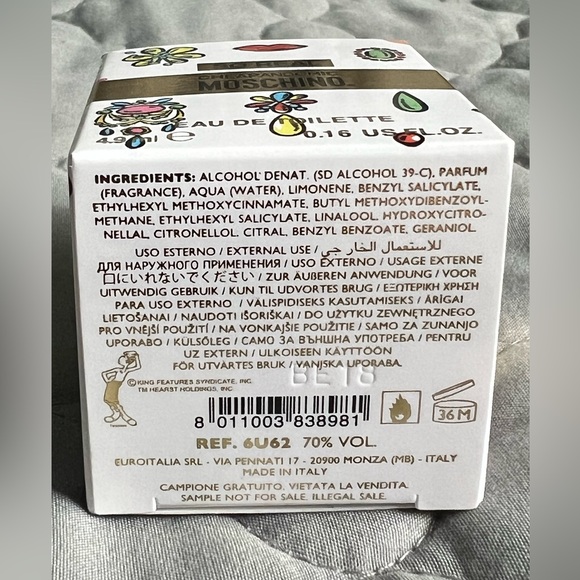 CHEAPANDCHIC
MOSCHINO
EAU DE TOILETTE
4.9 ml e 0.16 US FL.OZ.
INGREDIENTS: ALCOHOL DENAT. (SD ALCOHOL 39-C), PARFUM
(FRAGRANCE), AQUA (WATER), LIMONENE, BENZYL SALICYLATE,
ETHYLHEXYL METHOXYCINNAMATE, BUTYL METHOXYDIBENZOYL-
METHANE, ETHYLHEXYL SALICYLATE, LINALOOL, HYDROXYCITRO-
NELLAL, CITRONELLOL, CITRAL, BENZYL BENZOATE, GERANIOL.
USO ESTERNO / EXTERNAL USE / للاستعمال الخارجي /
ДЛЯ НАРУЖНОГО ПРИМЕНЕНИЯ / USO EXTERNO / USAGE EXTERNE
口にいれないでください / ZUR ÄUßEREN ANWENDUNG / VOOR
UITWENDIG GEBRUIK / KUN TIL UDVORTES BRUG / ΕΞΩΤΕΡΙΚΗ ΧΡΗΣΗ
PARA USO EXTERNO / VÄLISPIDISEKS KASUTAMISEKS / ĀRĪGAI
LIETOŠANAI / NAUDOTI IŠORIŠKAI / DO UŻYTKU ZEWNĘTRZNEGO
PRO VNĚJŠÍ POUŽITÍ / NA VONKAJŠIE POUŽITIE / SAMO ZA ZUNANJO
UPORABO / KÜLSŐLEG / САМО ЗА ВЪНШНА УПОТРЕБА / PENTRU
UZ EXTERN / ULKOISEEN KÄYTTÖÖN
FÖR UTVÄRTES BRUK / VANJSKA UPORABA
BE18
© KING FEATURES SYNDICATE, INC.
TM HEARST HOLDINGS, INC.
36 M
8 011003 838981
REF. 6U62 70% VOL.
EUROITALIA SRL - VIA PENNATI 17 - 20900 MONZA (MB) - ITALY
MADE IN ITALY
CAMPIONE GRATUITO. VIETATA LA VENDITA.
SAMPLE NOT FOR SALE. ILLEGAL SALE.